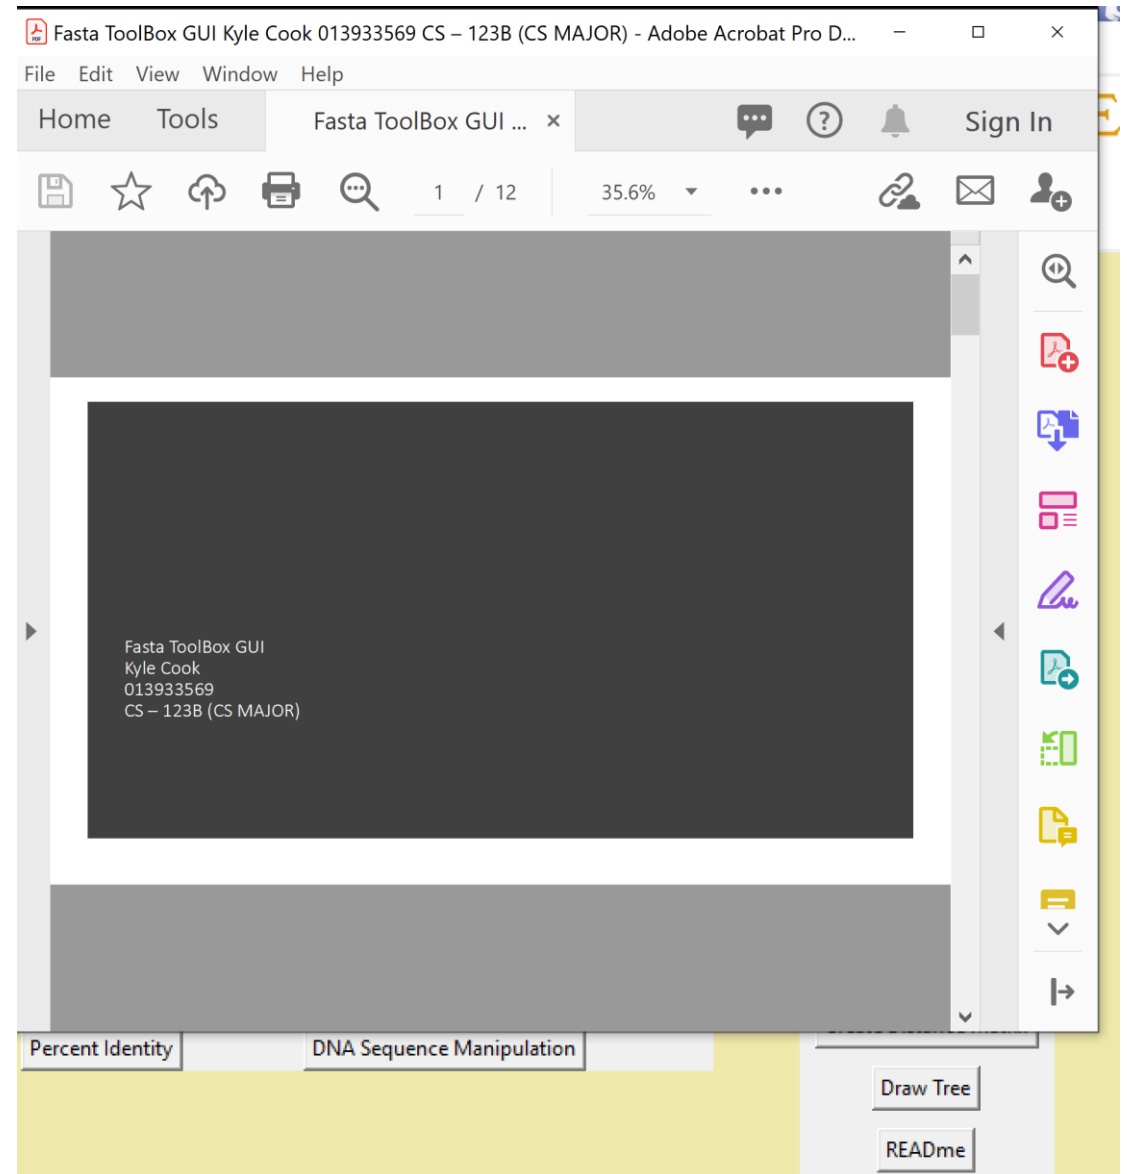 Fasta ToolBox GUI Kyle Cook 013933569 CS – 123B (CS MAJOR) - Adobe Acrobat Pro D...
File Edit View Window Help
Home Tools Fasta ToolBox GUI ... × Sign In
1 / 12 35.6%
Fasta ToolBox GUI
Kyle Cook
013933569
CS – 123B (CS MAJOR)
Percent Identity DNA Sequence Manipulation
Draw Tree
READme